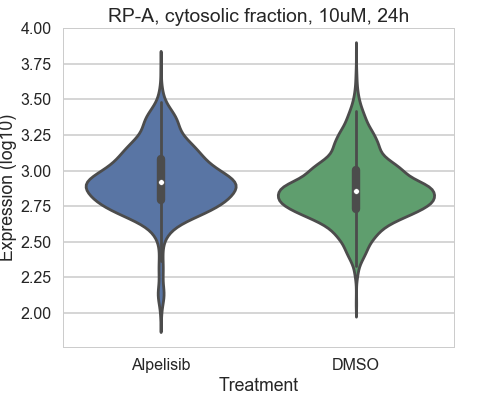 RP-A, cytosolic fraction, 10uM, 24h
Expression (log10)
4.00
3.75
3.50
3.25
3.00
2.75
2.50
2.25
2.00
Alpelisib DMSO
Treatment